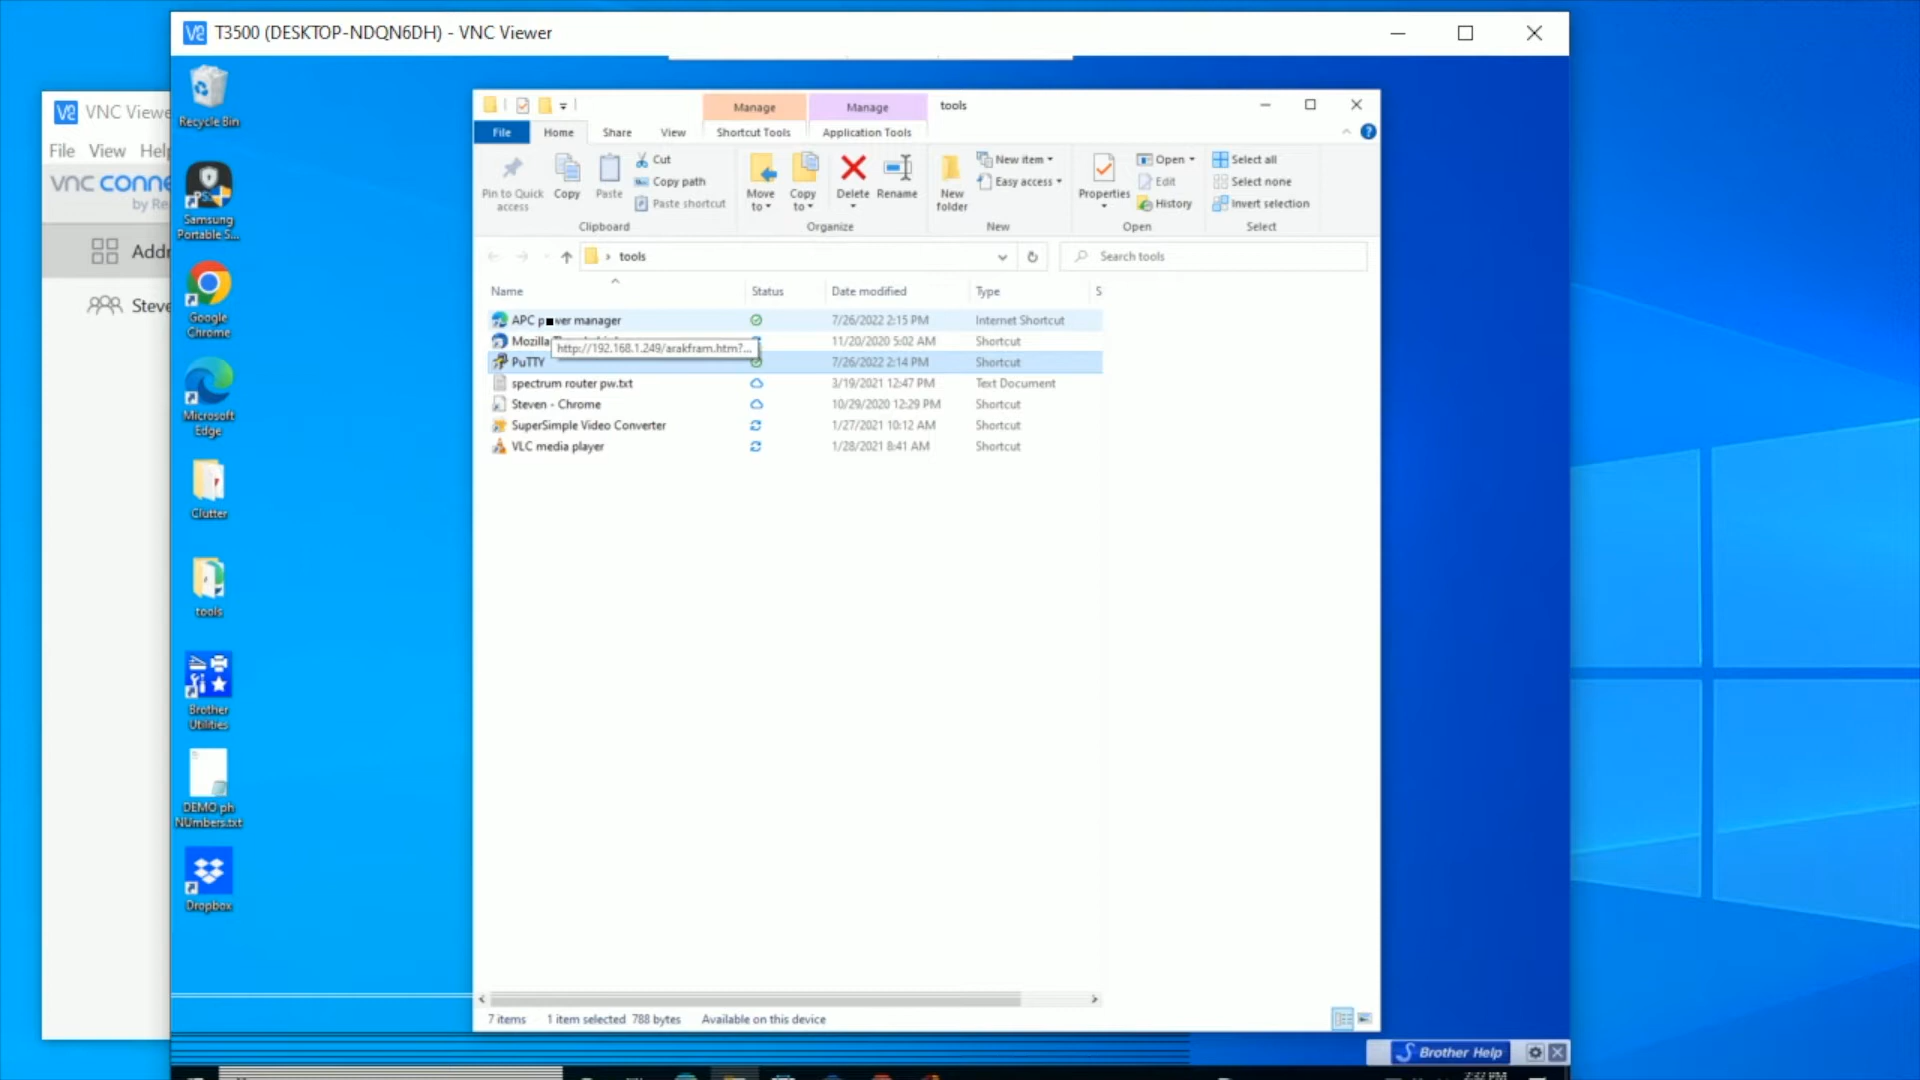 T3500 (DESKTOP-NDQN6DH) - VNC Viewer
VNC
File View Help
vnc
by
Steve
Recycle Bin
Samsung
Portable S...
Google
Chrome
Microsoft
Edge
Clutter
tools
Brother
Utilities
DEMO ph
NUmbers.txt
Dropbox
Manage
Manage
tools
File
Home
Share
View
Shortcut Tools
Application Tools
Pin to Quick
access
Copy
Paste
Cut
Copy path
Paste shortcut
Clipboard
Move
to
Copy
to
Delete
Rename
Organize
New
folder
New item
Easy access
New
Properties
Open
Edit
History
Open
Select all
Select none
Invert selection
Select
tools
Search tools
Name Status Date modified Type S
APC power manager 7/26/2022 2:15 PM Internet Shortcut
Mozilla 11/20/2020 5:02 AM Shortcut
http://192.168.1.249/arakfram.htm?...
PuTTY 7/26/2022 2:14 PM Shortcut
spectrum router pw.txt 3/19/2021 12:47 PM Text Document
Steven - Chrome 10/29/2020 12:29 PM Shortcut
SuperSimple Video Converter 1/27/2021 10:12 AM Shortcut
VLC media player 1/28/2021 8:41 AM Shortcut
7 items 1 item selected 788 bytes Available on this device
Brother Help